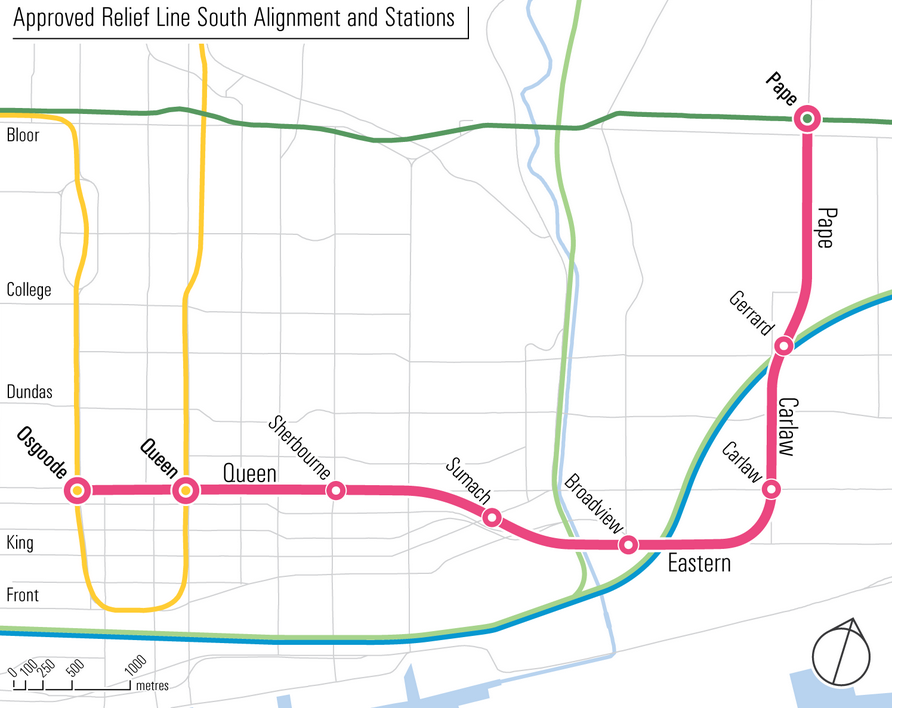 Approved Relief Line South Alignment and Stations
Pape
Bloor
Pape
College
Gerrard
Dundas
Carlaw
Osgoode
Queen
Queen
Sherbourne
Sumach
Broadview
Carlaw
King
Eastern
Front
0 100 250 500 1000
metres